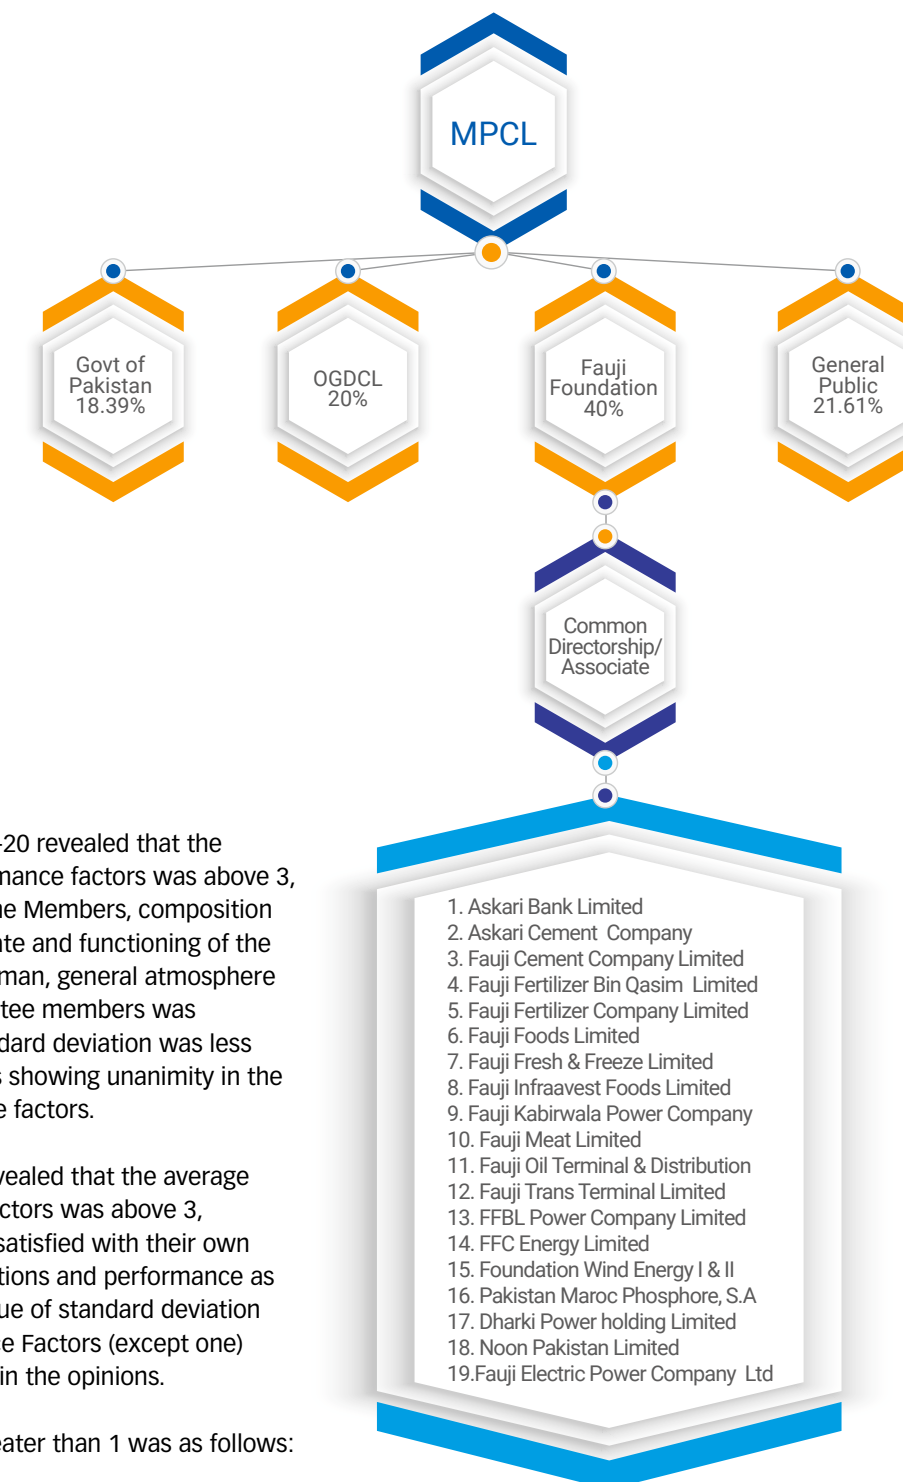 MPCL
Govt of
Pakistan
18.39%
OGDCL
20%
Fauji
Foundation
40%
General
Public
21.61%
Common
Directorship/
Associate
-20 revealed that the
mance factors was above 3,
ne Members, composition
ate and functioning of the
man, general atmosphere
ttee members was
dard deviation was less
s showing unanimity in the
e factors.
vealed that the average
ctors was above 3,
satisfied with their own
tions and performance as
ue of standard deviation
ce Factors (except one)
in the opinions.
eater than 1 was as follows:
1. Askari Bank Limited
2. Askari Cement Company
3. Fauji Cement Company Limited
4. Fauji Fertilizer Bin Qasim Limited
5. Fauji Fertilizer Company Limited
6. Fauji Foods Limited
7. Fauji Fresh & Freeze Limited
8. Fauji Infraavest Foods Limited
9. Fauji Kabirwala Power Company
10. Fauji Meat Limited
11. Fauji Oil Terminal & Distribution
12. Fauji Trans Terminal Limited
13. FFBL Power Company Limited
14. FFC Energy Limited
15. Foundation Wind Energy I & II
16. Pakistan Maroc Phosphore, S.A
17. Dharki Power holding Limited
18. Noon Pakistan Limited
19.Fauji Electric Power Company Ltd